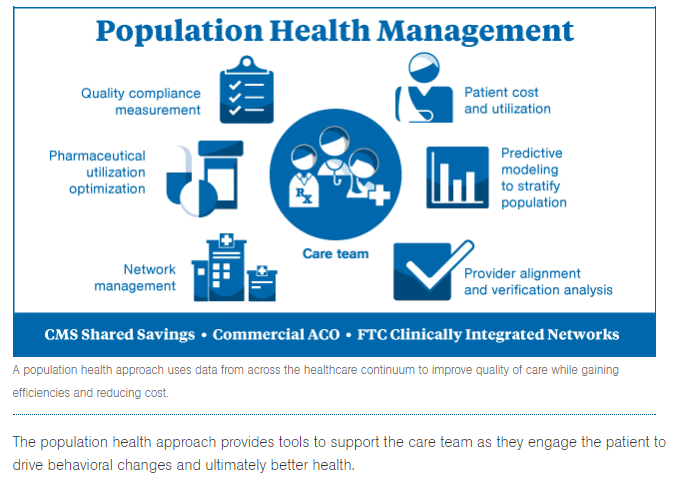 Population Health Management
Quality compliance
measurement
Patient cost
and utilization
Pharmaceutical
utilization
optimization
Predictive
modeling
to stratify
population
Rx
Care team
Network
management
Provider alignment
and verification analysis
CMS Shared Savings • Commercial ACO • FTC Clinically Integrated Networks
A population health approach uses data from across the healthcare continuum to improve quality of care while gaining
efficiencies and reducing cost.
The population health approach provides tools to support the care team as they engage the patient to
drive behavioral changes and ultimately better health.